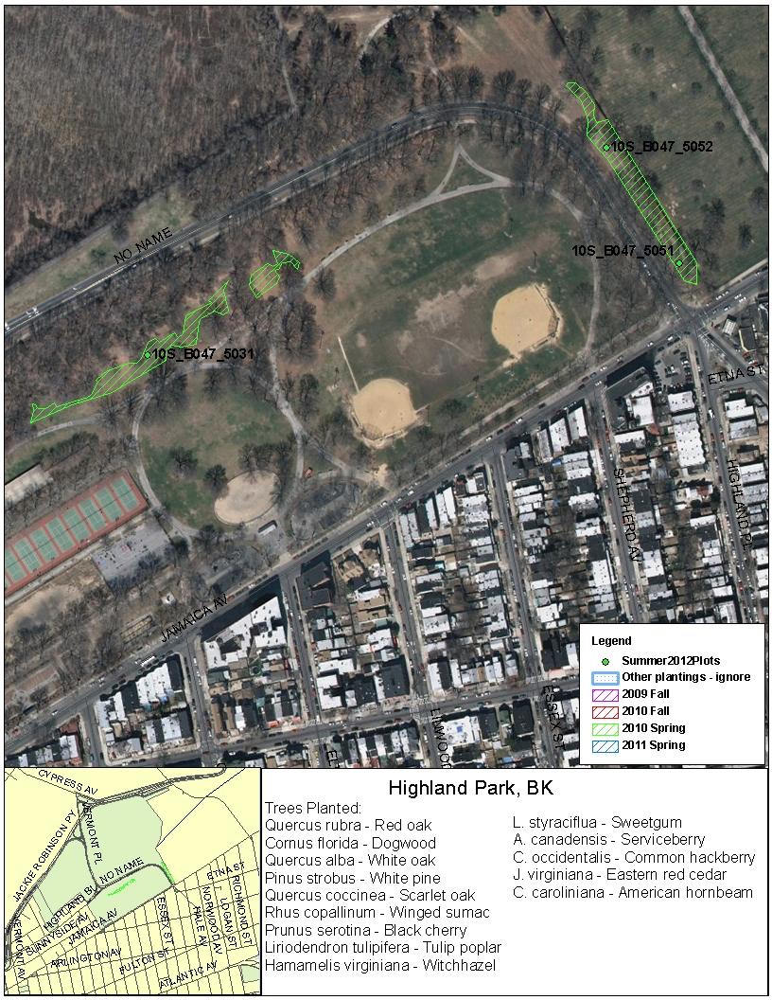 10S_B047_5052
NO NAME
10S_B047_5051
10S_B047_5031
ETNA ST
HIGHLAND PL
SHEPHERD AV
JAMAICA AV
LINWOOD
ESSEX ST
Legend
Summer2012Plots
Other plantings - ignore
2009 Fall
2010 Fall
2010 Spring
2011 Spring
CYPRESS AV
VERMONT PL
JACKIE ROBINSON PY
NO NAME
HIGHLAND BL
SUNNYSIDE AV
JAMAICA AV
VERMONT AV
ARLINGTON AV
FULTON ST
ATLANTIC AV
ESSEX ST
ETNA ST
RICHMOND ST
LOGAN ST
NORWOOD AV
HALE AV
Highland Park, BK
Trees Planted:
Quercus rubra - Red oak
Cornus florida - Dogwood
Quercus alba - White oak
Pinus strobus - White pine
Quercus coccinea - Scarlet oak
Rhus copallinum - Winged sumac
Prunus serotina - Black cherry
Liriodendron tulipifera - Tulip poplar
Hamamelis virginiana - Witchhazel
L. styraciflua - Sweetgum
A. canadensis - Serviceberry
C. occidentalis - Common hackberry
J. virginiana - Eastern red cedar
C. caroliniana - American hornbeam